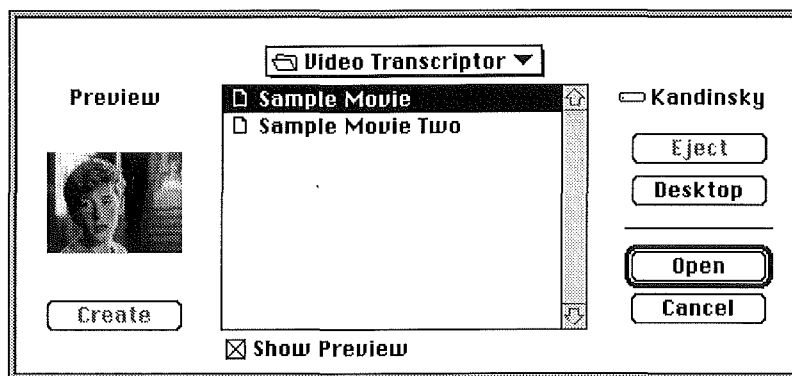 Video Transcriptor
Preview
Sample Movie
Sample Movie Two
Kandinsky
Eject
Desktop
Open
Cancel
Create
Show Preview